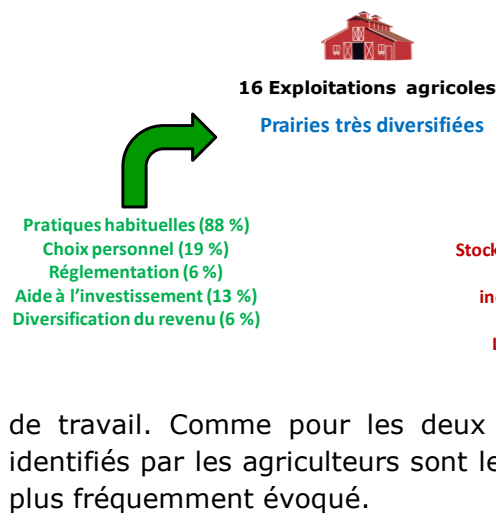 16 Exploitations agricoles
Prairies très diversifiées
Pratiques habituelles (88 %)
Choix personnel (19 %)
Réglementation (6 %)
Aide à l'investissement (13 %)
Diversification du revenu (6 %)
Stock
in
de travail. Comme pour les deux
identifiés par les agriculteurs sont le
plus fréquemment évoqué.